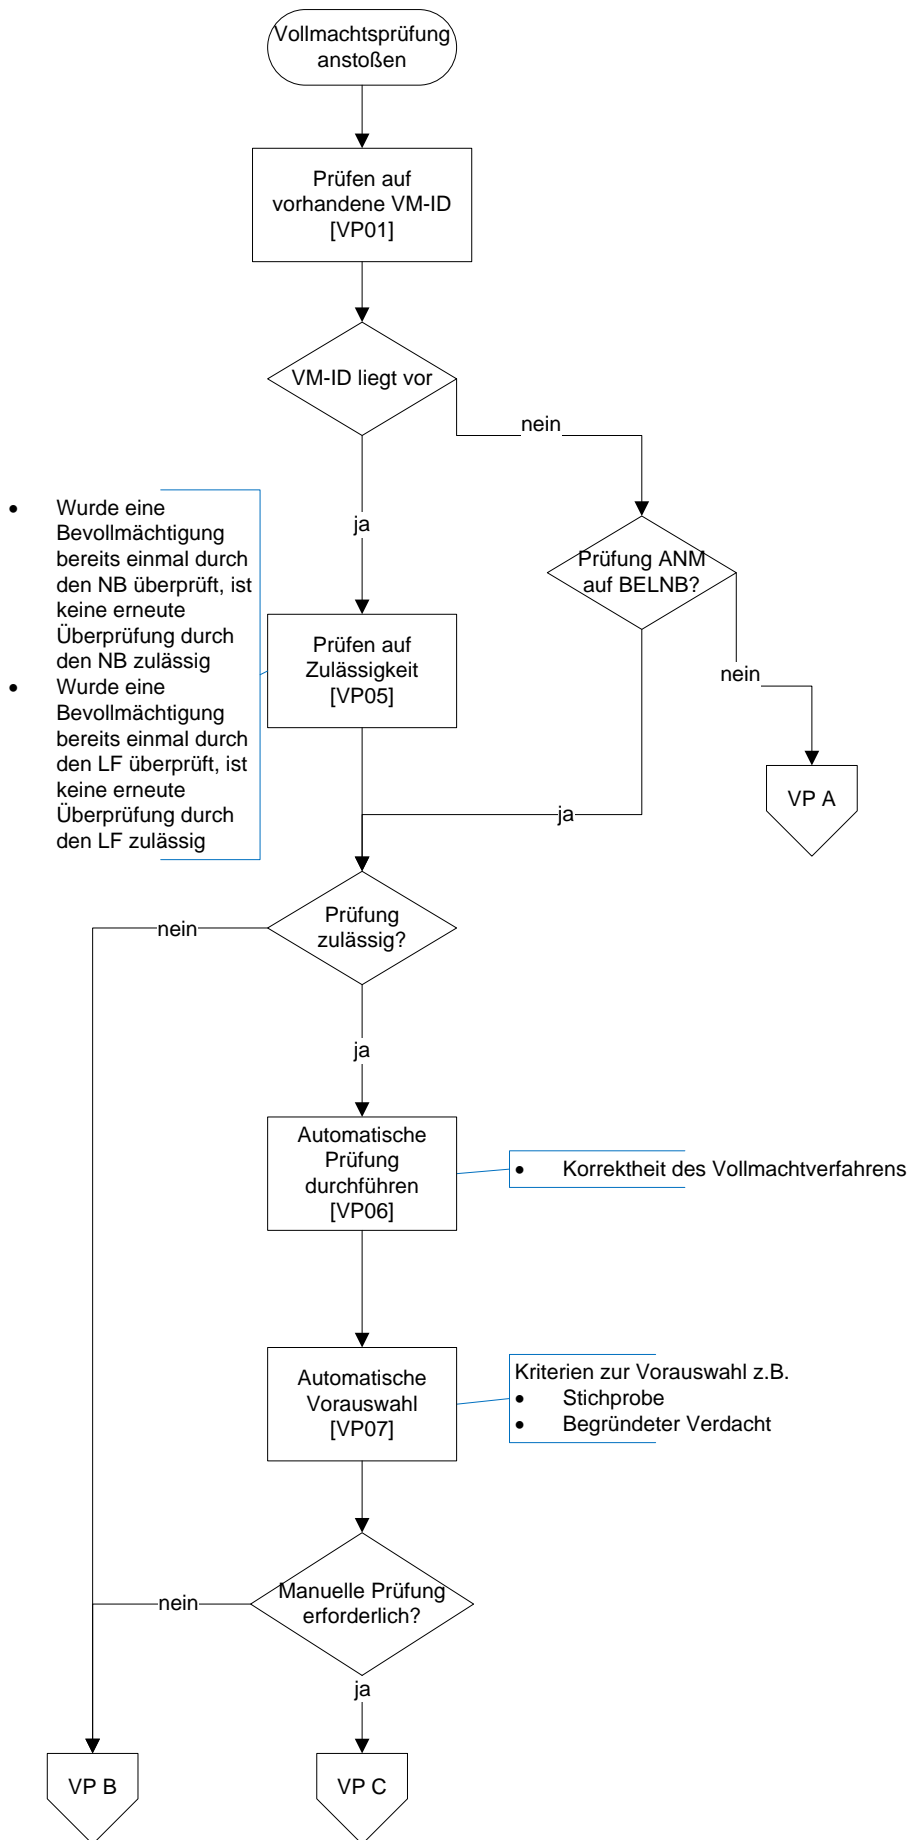 Vollmachtsprüfung
anstoßen
Prüfen auf
vorhandene VM-ID
[VP01]
VM-ID liegt vor
nein
ja
Prüfung ANM
auf BELNB?
• Wurde eine
Bevollmächtigung
bereits einmal durch
den NB überprüft, ist
keine erneute
Überprüfung durch
den NB zulässig
• Wurde eine
Bevollmächtigung
bereits einmal durch
den LF überprüft, ist
keine erneute
Überprüfung durch
den LF zulässig
Prüfen auf
Zulässigkeit
[VP05]
nein
VP A
ja
Prüfung
zulässig?
nein
ja
Automatische
Prüfung
durchführen
[VP06]
• Korrektheit des Vollmachtverfahrens
Automatische
Vorauswahl
[VP07]
Kriterien zur Vorauswahl z.B.
• Stichprobe
• Begründeter Verdacht
Manuelle Prüfung
erforderlich?
nein
ja
VP B
VP C